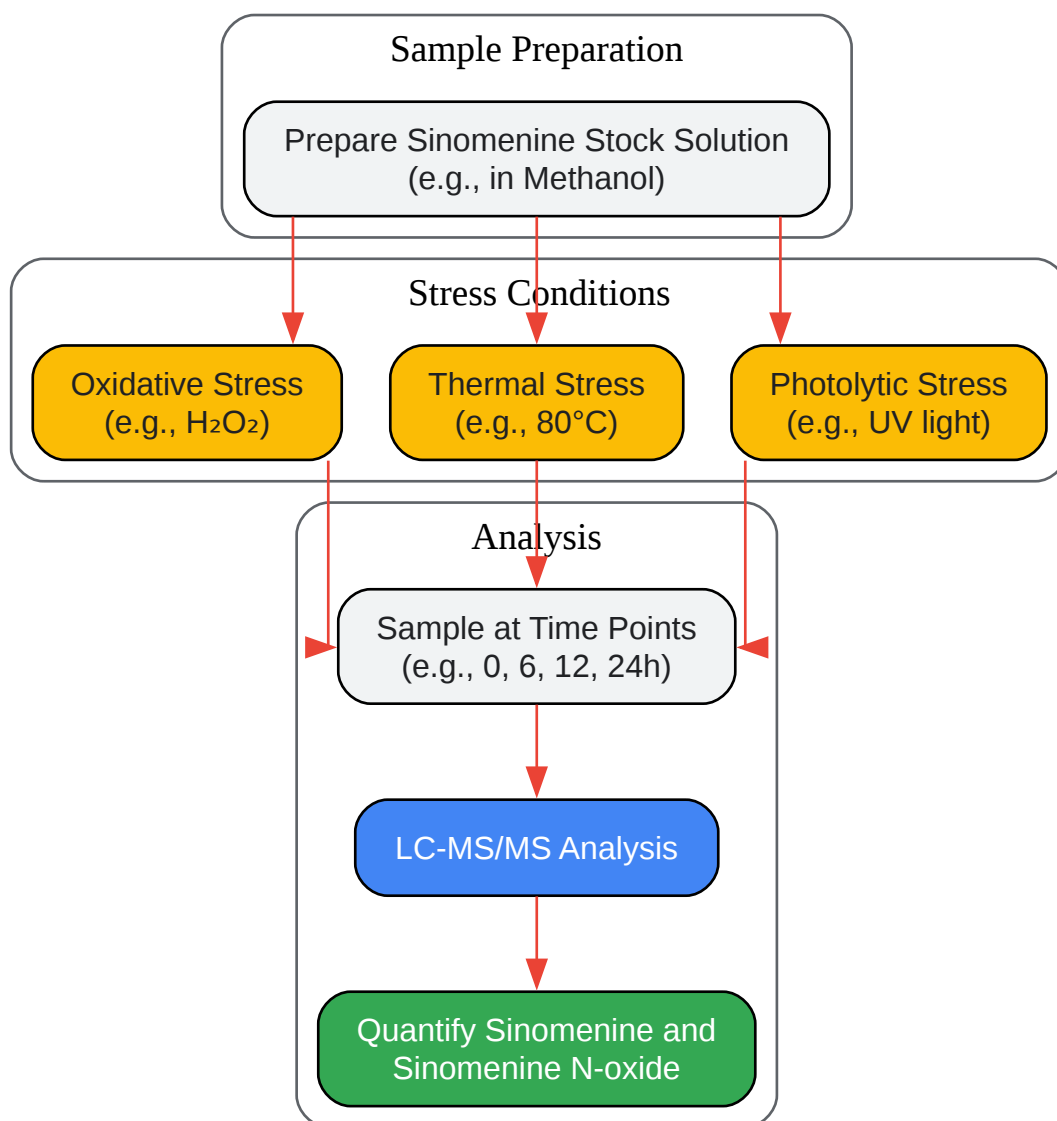 Sample Preparation
Prepare Sinomenine Stock Solution
(e.g., in Methanol)
Stress Conditions
Oxidative Stress
(e.g., H₂O₂)
Thermal Stress
(e.g., 80°C)
Photolytic Stress
(e.g., UV light)
Analysis
Sample at Time Points
(e.g., 0, 6, 12, 24h)
LC-MS/MS Analysis
Quantify Sinomenine and
Sinomenine N-oxide